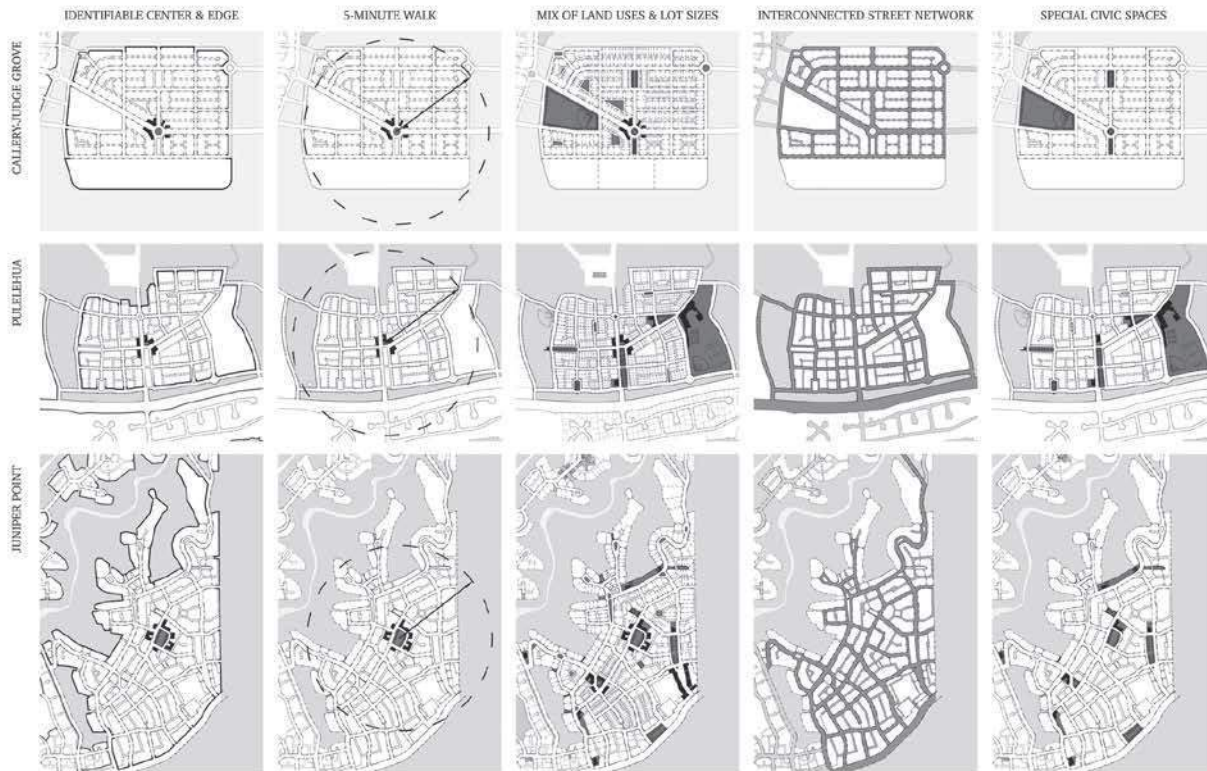 IDENTIFIABLE CENTER & EDGE
5-MINUTE WALK
MIX OF LAND USES & LOT SIZES
INTERCONNECTED STREET NETWORK
SPECIAL CIVIC SPACES
CALLERY-JUDGE GROVE
PULELEHUA
JUNIPER POINT